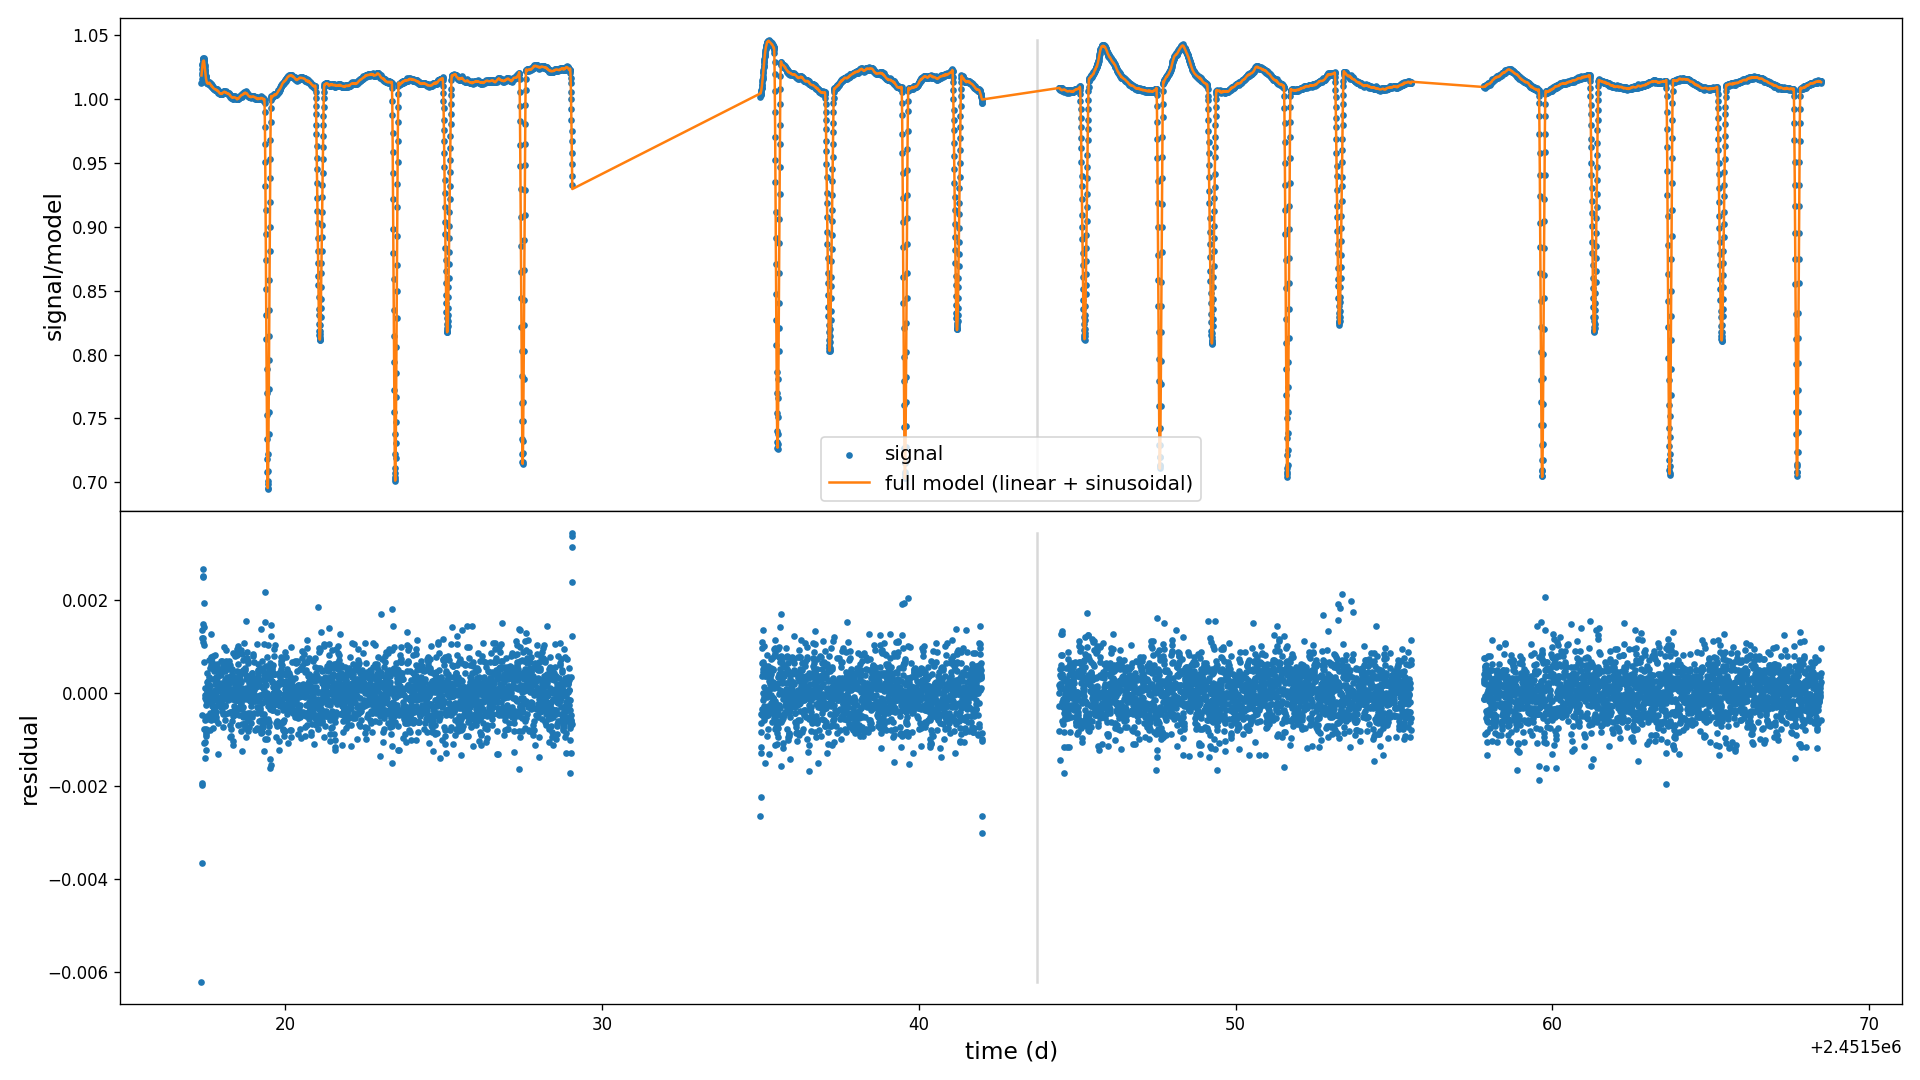 1.05
1.00
0.95
0.90
0.85
0.80
0.75
0.70
signal/model
signal
full model (linear + sinusoidal)
0.002
0.000
−0.002
−0.004
−0.006
residual
20 30 40 50 60 70
time (d)
+2.4515e6